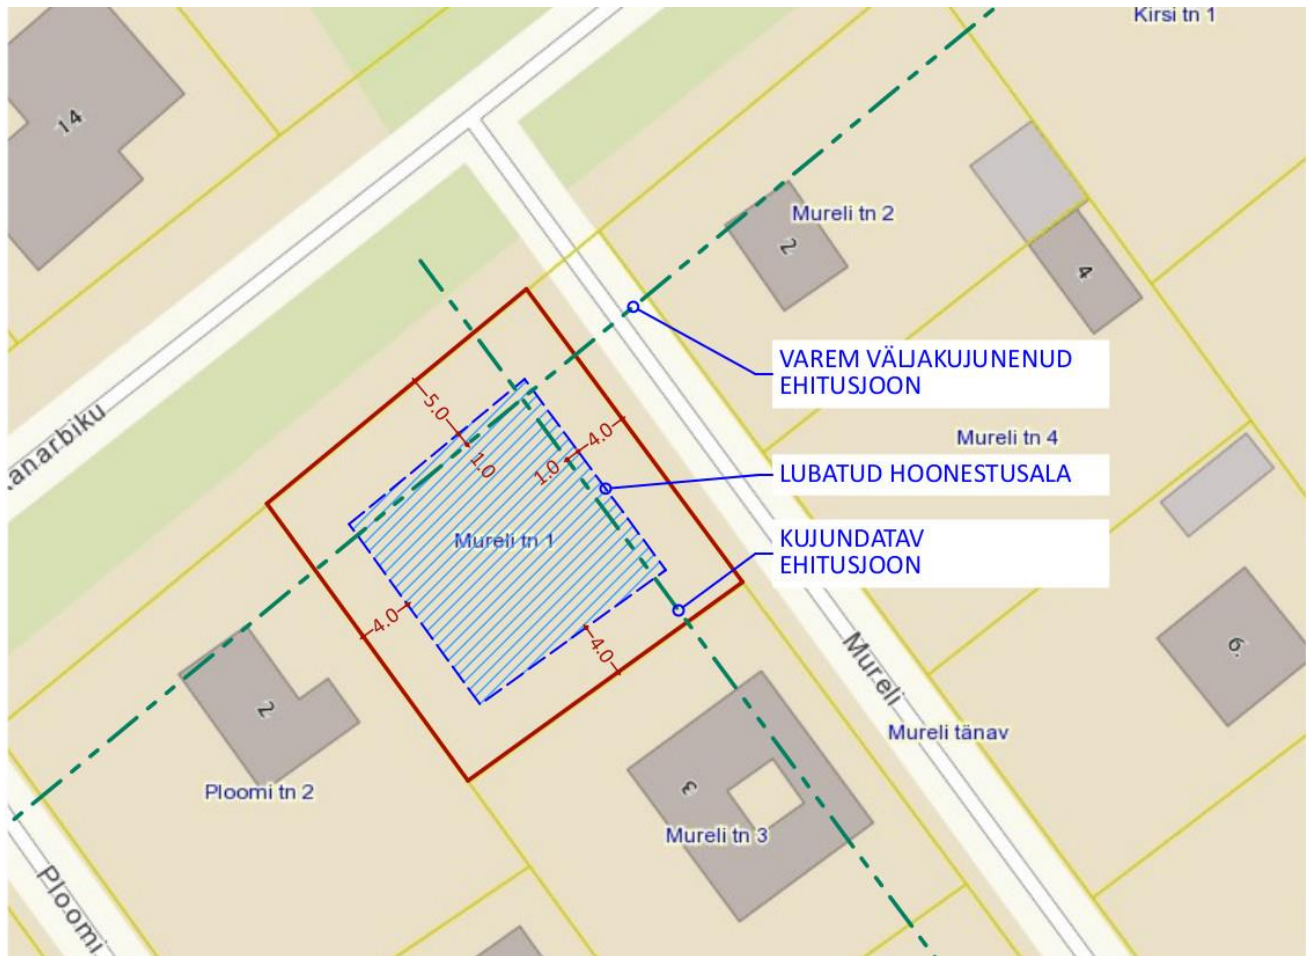 Kirsi tn 1
14
Mureli tn 2
2
4
VAREM VÄLJAKUJUNENUD
EHITUSJOON
5.0
1.0
4.0
1.0
Mureli tn 4
LUBATUD HOONESTUSALA
KUJUNDATAV
EHITUSJOON
Mureli tn 1
4.0
4.0
6.
Mureli
Mureli tänav
2
Ploomi tn 2
3
Mureli tn 3
Ploomi